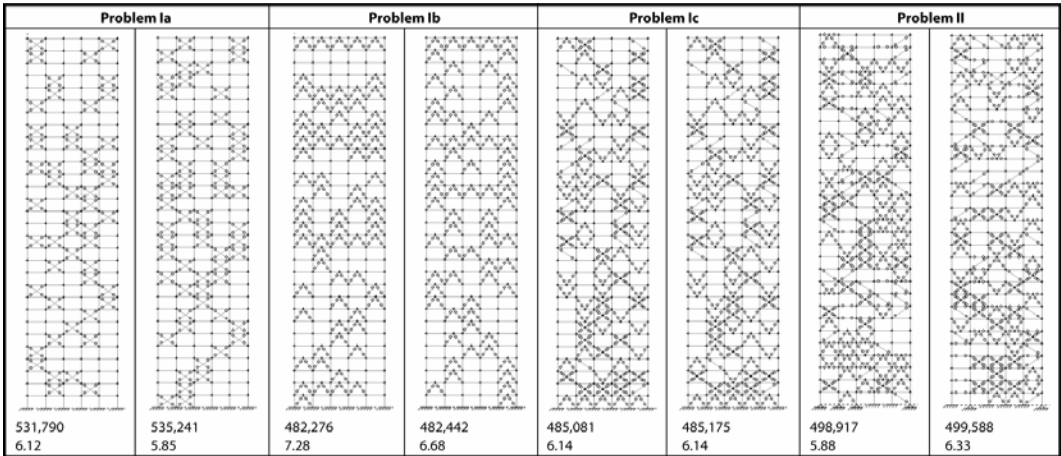 Problem Ia Problem Ib Problem Ic Problem II
531,790 535,241 482,276 482,442 485,081 485,175 498,917 499,588
6.12 5.85 7.28 6.68 6.14 6.14 5.88 6.33